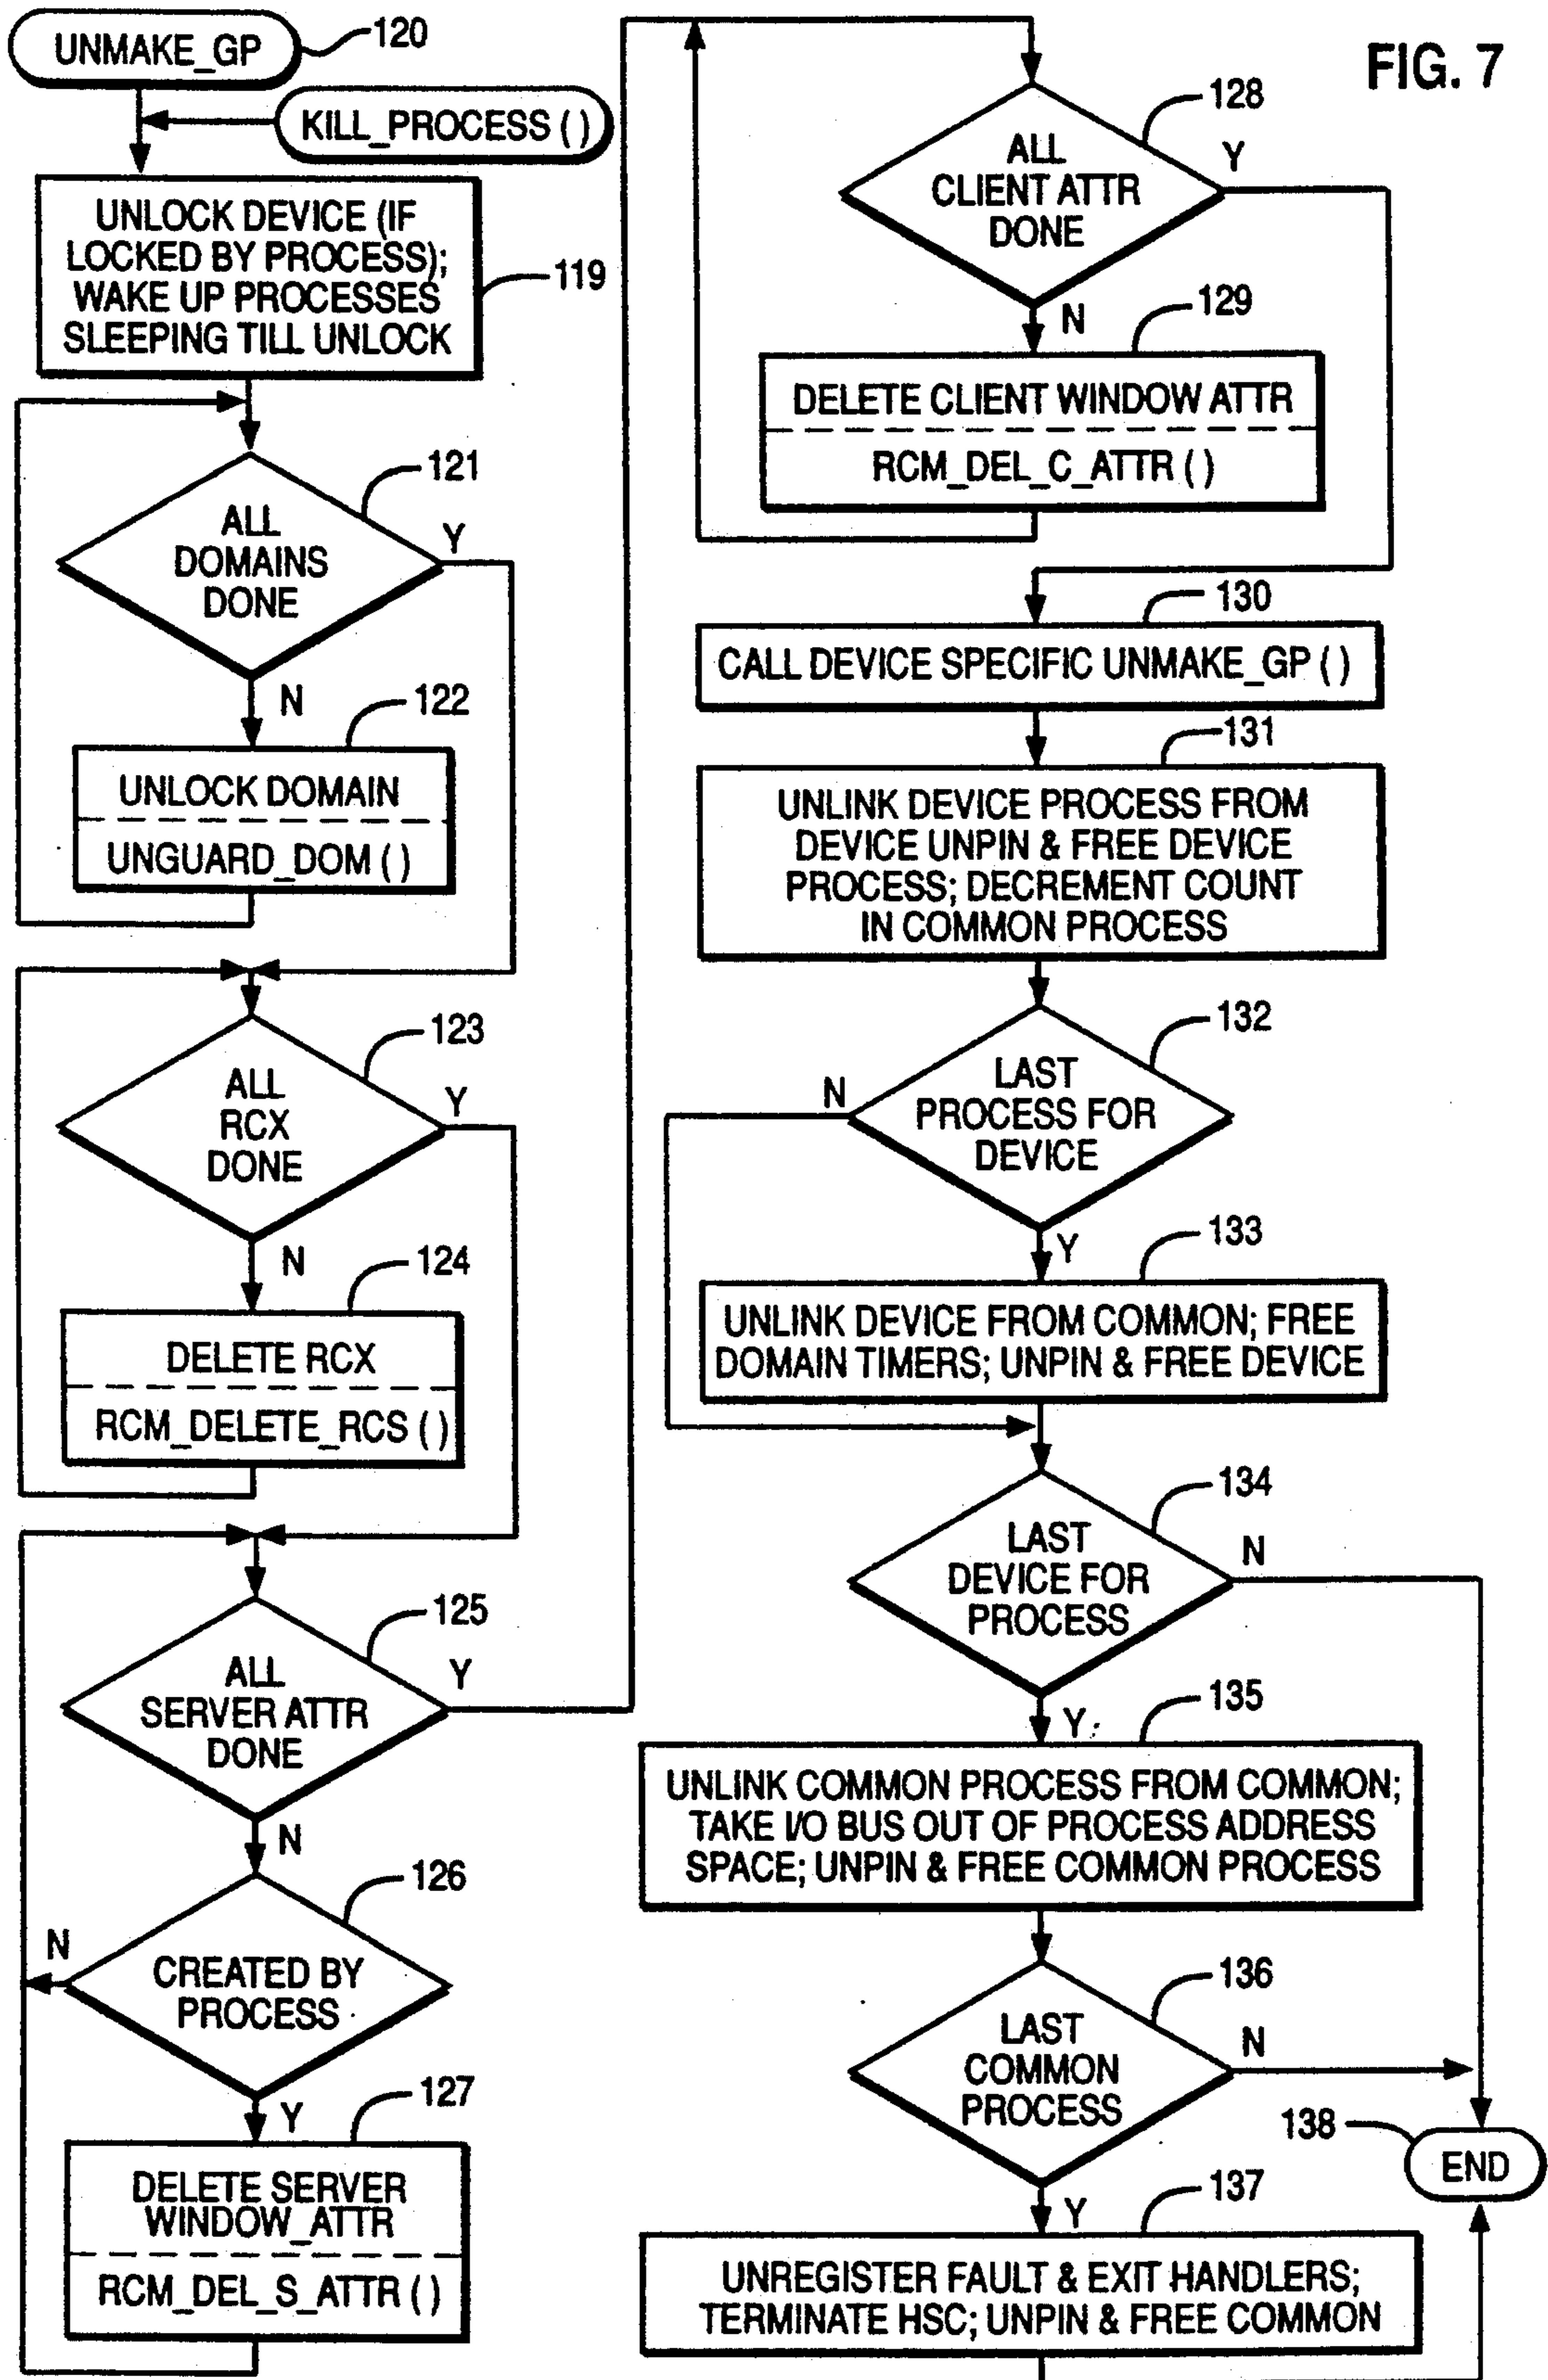 FIG. 7
UNMAKE_GP
120
KILL_PROCESS ( )
UNLOCK DEVICE (IF
LOCKED BY PROCESS);
WAKE UP PROCESSES
SLEEPING TILL UNLOCK
119
121
ALL
DOMAINS
DONE
Y
N
122
UNLOCK DOMAIN
UNGUARD_DOM ( )
123
ALL
RCX
DONE
Y
N
124
DELETE RCX
RCM_DELETE_RCS ( )
125
ALL
SERVER ATTR
DONE
Y
N
126
N
CREATED BY
PROCESS
Y
127
DELETE SERVER
WINDOW_ATTR
RCM_DEL_S_ATTR ( )
128
ALL
CLIENT ATTR
DONE
Y
N
129
DELETE CLIENT WINDOW ATTR
RCM_DEL_C_ATTR ( )
130
CALL DEVICE SPECIFIC UNMAKE_GP ( )
131
UNLINK DEVICE PROCESS FROM
DEVICE UNPIN & FREE DEVICE
PROCESS; DECREMENT COUNT
IN COMMON PROCESS
132
N
LAST
PROCESS FOR
DEVICE
Y
133
UNLINK DEVICE FROM COMMON; FREE
DOMAIN TIMERS; UNPIN & FREE DEVICE
134
LAST
DEVICE FOR
PROCESS
N
Y
135
UNLINK COMMON PROCESS FROM COMMON;
TAKE I/O BUS OUT OF PROCESS ADDRESS
SPACE; UNPIN & FREE COMMON PROCESS
136
LAST
COMMON
PROCESS
N
Y
137
138
END
UNREGISTER FAULT & EXIT HANDLERS;
TERMINATE HSC; UNPIN & FREE COMMON